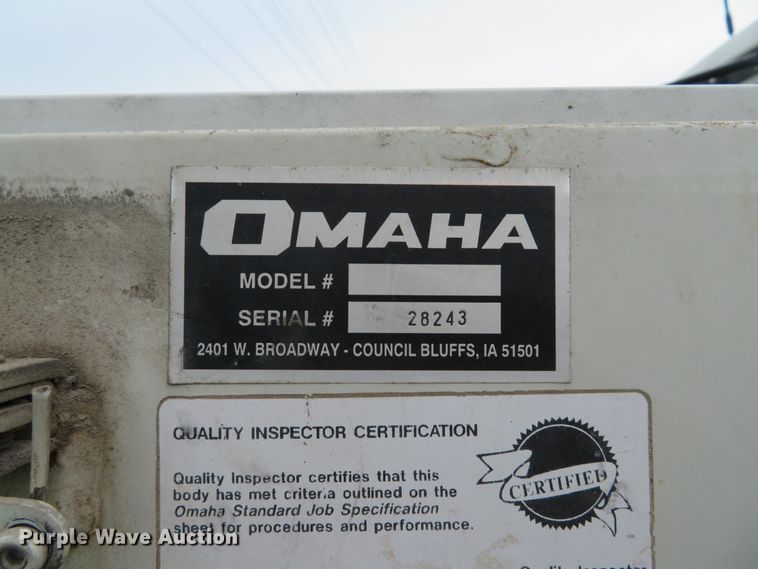 OMAHA
MODEL #
SERIAL # 28243
2401 W. BROADWAY - COUNCIL BLUFFS, IA 51501
QUALITY INSPECTOR CERTIFICATION
Quality Inspector certifies that this
body has met criteria outlined on the
Omaha Standard Job Specification
sheet for procedures and performance.
CERTIFIED
Quality Inspector
Purple Wave Auction